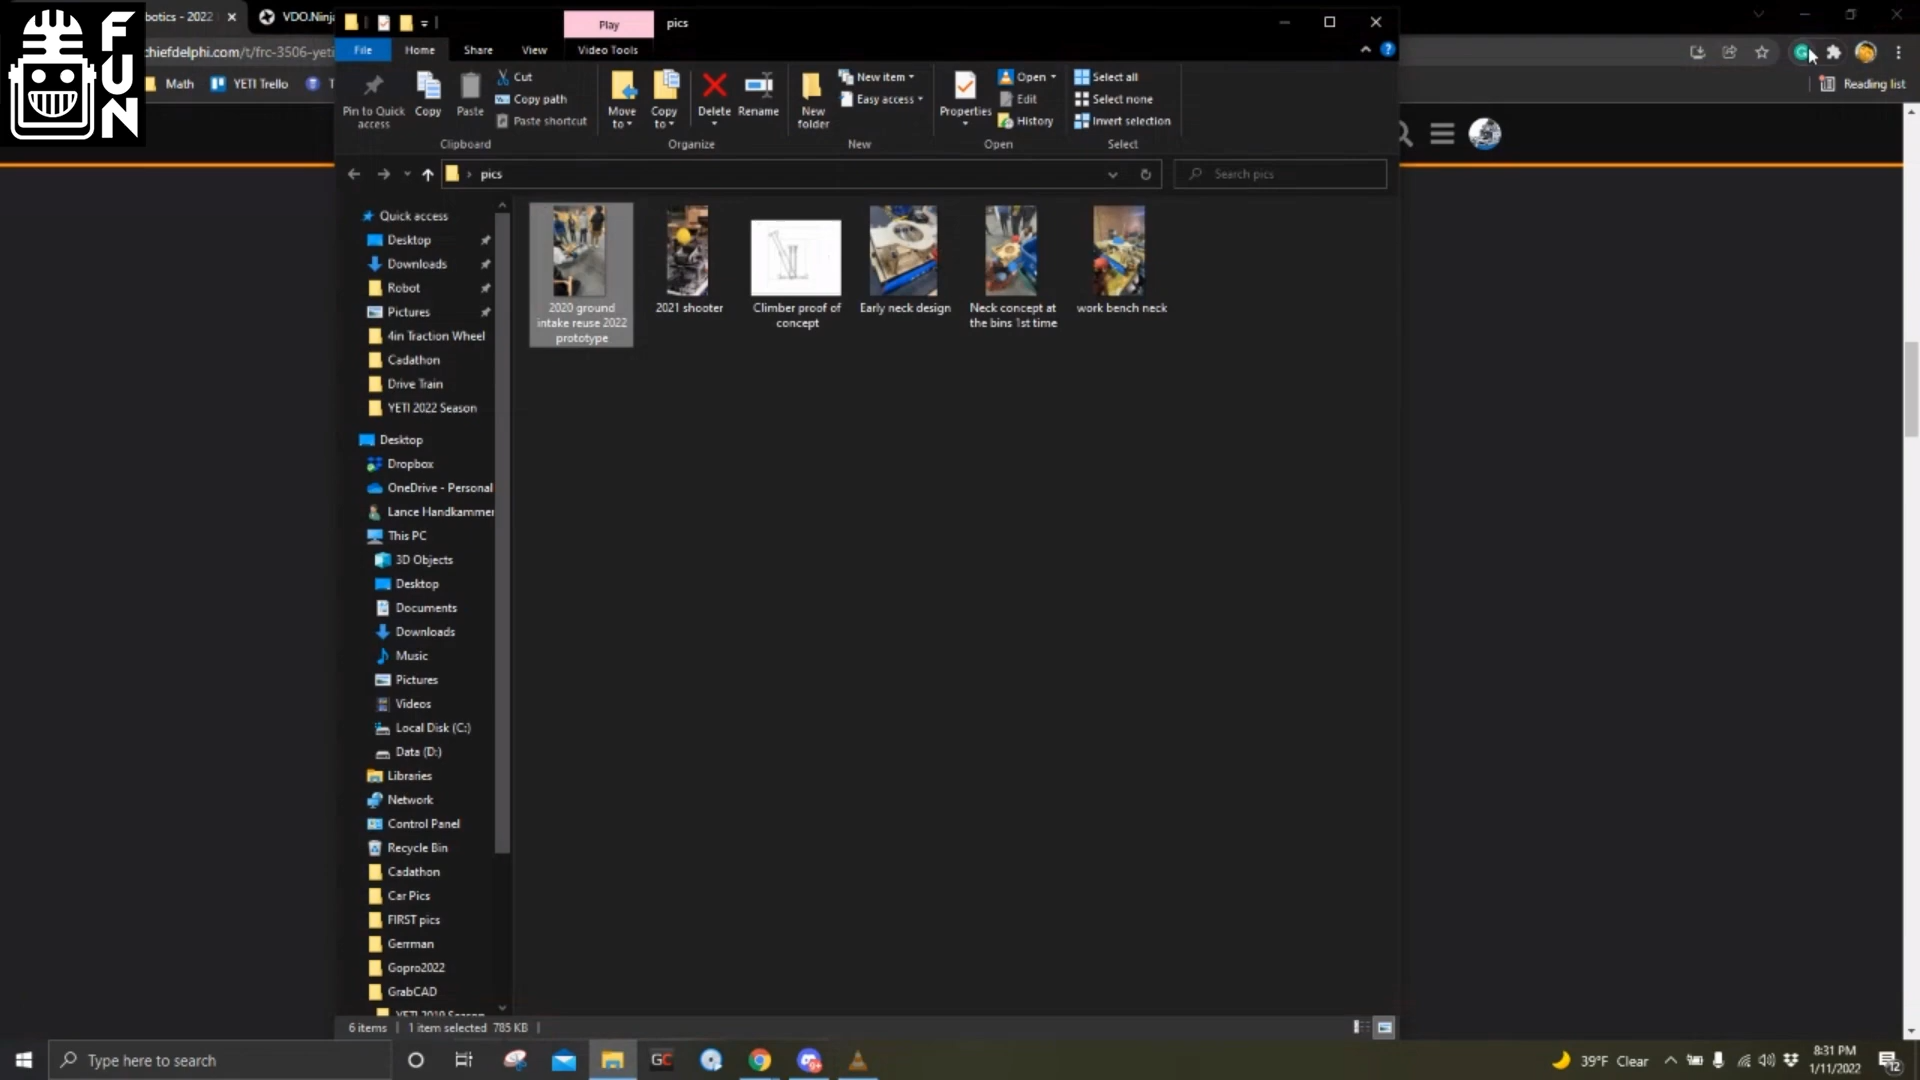 FUN
botics - 2022
VDO.Ninja
chiefdelphi.com/t/frc-3506-yeti
Math
YETI Trello
Reading list
Play
pics
File
Home
Share
View
Video Tools
Pin to Quick access
Copy
Paste
Cut
Copy path
Paste shortcut
Clipboard
Move to
Copy to
Delete
Rename
Organize
New folder
New item
Easy access
New
Properties
Open
Edit
History
Open
Select all
Select none
Invert selection
Select
pics
Search pics
Quick access
Desktop
Downloads
Robot
Pictures
4in Traction Wheel
Cadathon
Drive Train
YETI 2022 Season
Desktop
Dropbox
OneDrive - Personal
Lance Handkammer
This PC
3D Objects
Desktop
Documents
Downloads
Music
Pictures
Videos
Local Disk (C:)
Data (D:)
Libraries
Network
Control Panel
Recycle Bin
Cadathon
Car Pics
FIRST pics
Gerrman
Gopro2022
GrabCAD
YETI 2019 Season
2020 ground
intake reuse 2022
prototype
2021 shooter
Climber proof of
concept
Early neck design
Neck concept at
the bins 1st time
work bench neck
6 items
1 item selected 785 KB
Type here to search
GC
39°F Clear
8:31 PM
1/11/2022
12